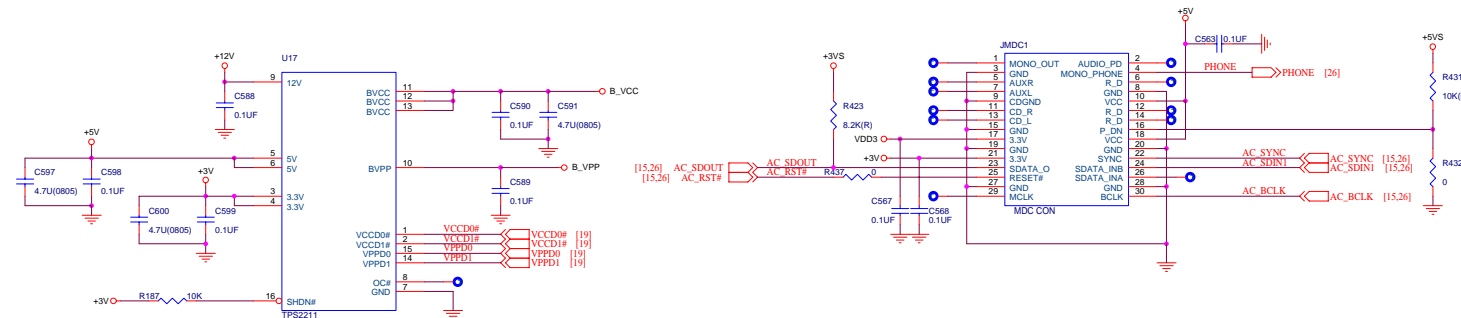 U17
TPS2211
+12V
9
12V
C588
0.1UF
+5V
5
5V
6
5V
C597
4.7U(0805)
C598
0.1UF
+3V
3
3.3V
4
3.3V
C600
4.7U(0805)
C599
0.1UF
+3V
R187
10K
16
SHDN#
BVCC
11
BVCC
12
BVCC
13
C590
0.1UF
C591
4.7U(0805)
B_VCC
BVPP
10
B_VPP
C589
0.1UF
VCCD0#
1
VCCD0#
VCCD0# [19]
VCCD1#
2
VCCD1#
VCCD1# [19]
VPPD0
15
VPPD0
VPPD0 [19]
VPPD1
14
VPPD1
VPPD1 [19]
OC#
8
GND
7
JMDC1
MDC CON
+3VS
R423
8.2K(R)
VDD3
+3V
[15,26] AC_SDOUT
AC_SDOUT
[15,26] AC_RST#
AC_RST#
R437
0
C567
0.1UF
C568
0.1UF
1
MONO_OUT
3
GND
5
AUXR
7
AUXL
9
CDGND
11
CD_R
13
CD_L
15
GND
17
3.3V
19
GND
21
3.3V
23
SDATA_O
25
RESET#
27
GND
29
MCLK
AUDIO_PD
2
MONO_PHONE
4
R_D
6
GND
8
VCC
10
R_D
12
R_D
14
P_DN
16
VCC
18
GND
20
SYNC
22
SDATA_INB
24
SDATA_INA
26
GND
28
BCLK
30
+5V
C563
0.1UF
PHONE
PHONE [26]
AC_SYNC
AC_SYNC [15,26]
AC_SDIN1
AC_SDIN1 [15,26]
AC_BCLK
AC_BCLK [15,26]
+5VS
R431
10K(
R432
0